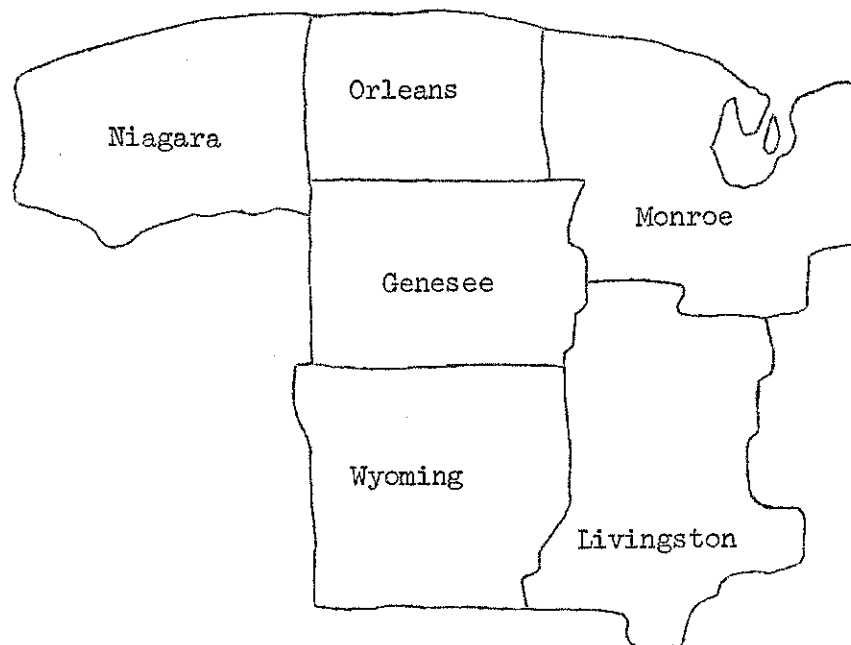 Orleans
Niagara
Monroe
Genesee
Wyoming
Livingston